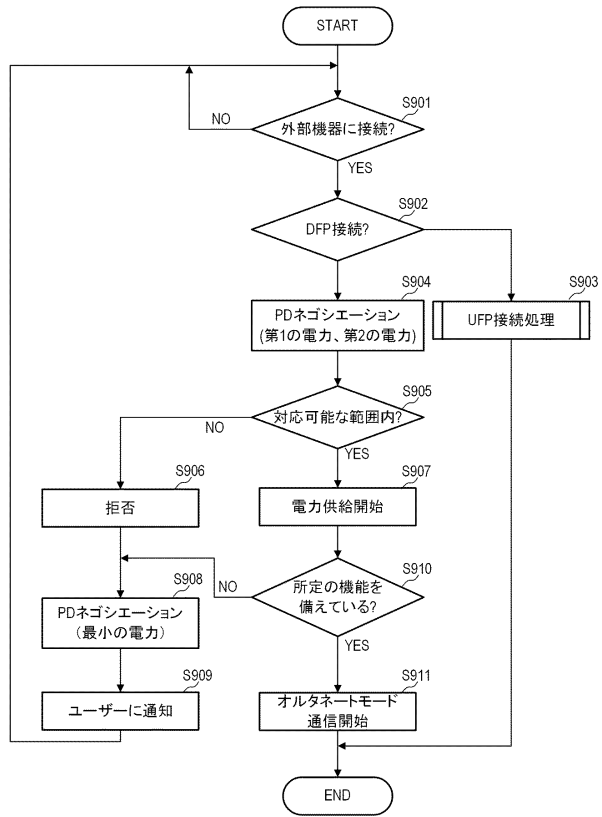 START
S901
外部機器に接続?
NO
YES
S902
DFP接続?
S904
PDネゴシエーション
(第1の電力、第2の電力)
S903
UFP接続処理
S905
対応可能な範囲内?
NO
YES
S906
拒否
S907
電力供給開始
S910
所定の機能を
備えている?
NO
YES
S908
PDネゴシエーション
(最小の電力)
S909
ユーザーに通知
S911
オルタネートモード
通信開始
END